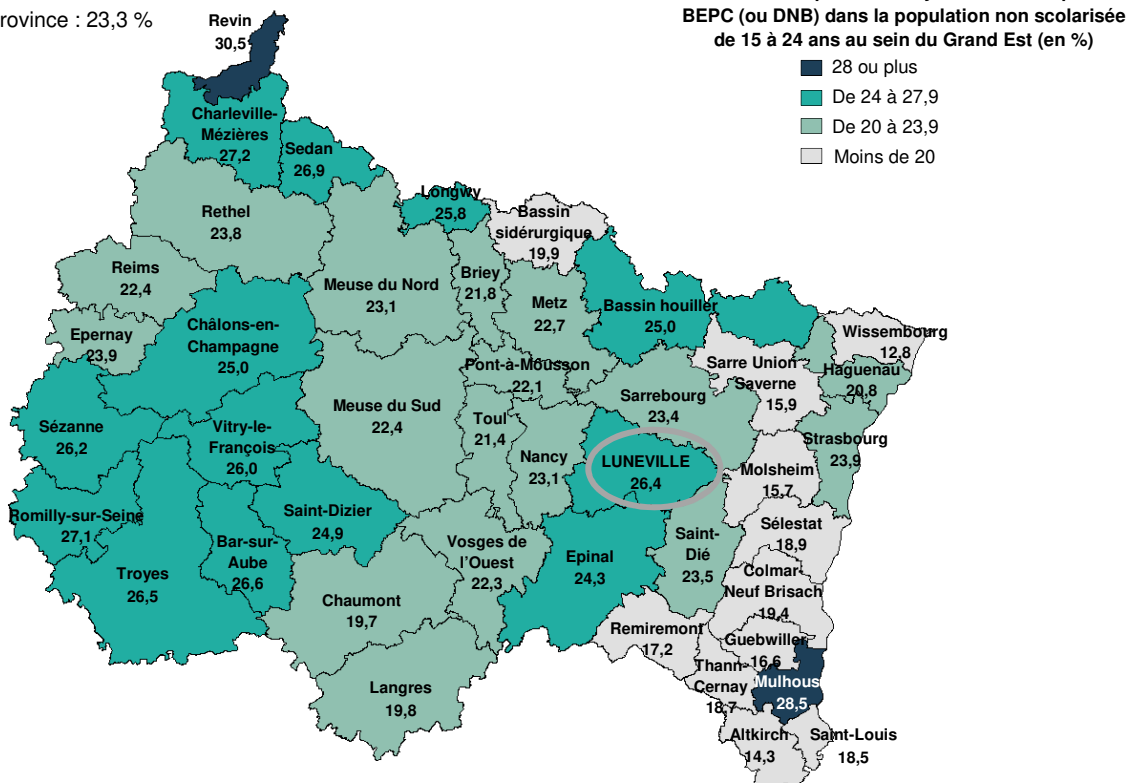 rovince : 23,3 %
BEPC (ou DNB) dans la population non scolarisée
de 15 à 24 ans au sein du Grand Est (en %)
28 ou plus
De 24 à 27,9
De 20 à 23,9
Moins de 20
Revin
30,5
Charleville-
Mézières
27,2
Sedan
26,9
Longwy
25,8
Bassin
sidérurgique
19,9
Rethel
23,8
Reims
22,4
Meuse du Nord
23,1
Briey
21,8
Metz
22,7
Bassin houiller
25,0
Wissembourg
12,8
Epernay
23,9
Châlons-en-
Champagne
25,0
Pont-à-Mousson
22,1
Sarre Union
Saverne
15,9
Haguenau
20,8
Meuse du Sud
22,4
Sarrebourg
23,4
Sézanne
26,2
Vitry-le-
François
26,0
Toul
21,4
Nancy
23,1
LUNEVILLE
26,4
Strasbourg
23,9
Molsheim
15,7
Romilly-sur-Seine
27,1
Saint-Dizier
24,9
Sélestat
18,9
Troyes
26,5
Bar-sur-
Aube
26,6
Vosges de
l'Ouest
22,3
Epinal
24,3
Saint-
Dié
23,5
Colmar-
Neuf Brisach
19,4
Chaumont
19,7
Remiremont
17,2
Guebwiller
16,6
Langres
19,8
Thann-
Cernay
18,7
Mulhous
28,5
Altkirch
14,3
Saint-Louis
18,5